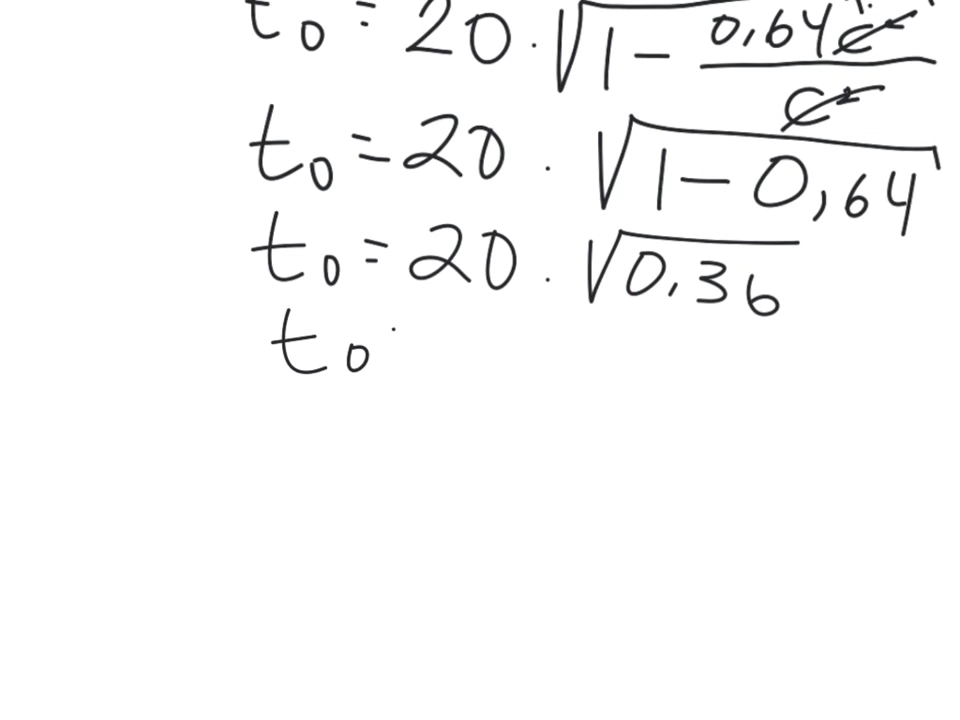 t₀ = 20 · √1 − 0,64c² / c²
t₀ = 20 · √1 − 0,64
t₀ = 20 · √0,36
t₀